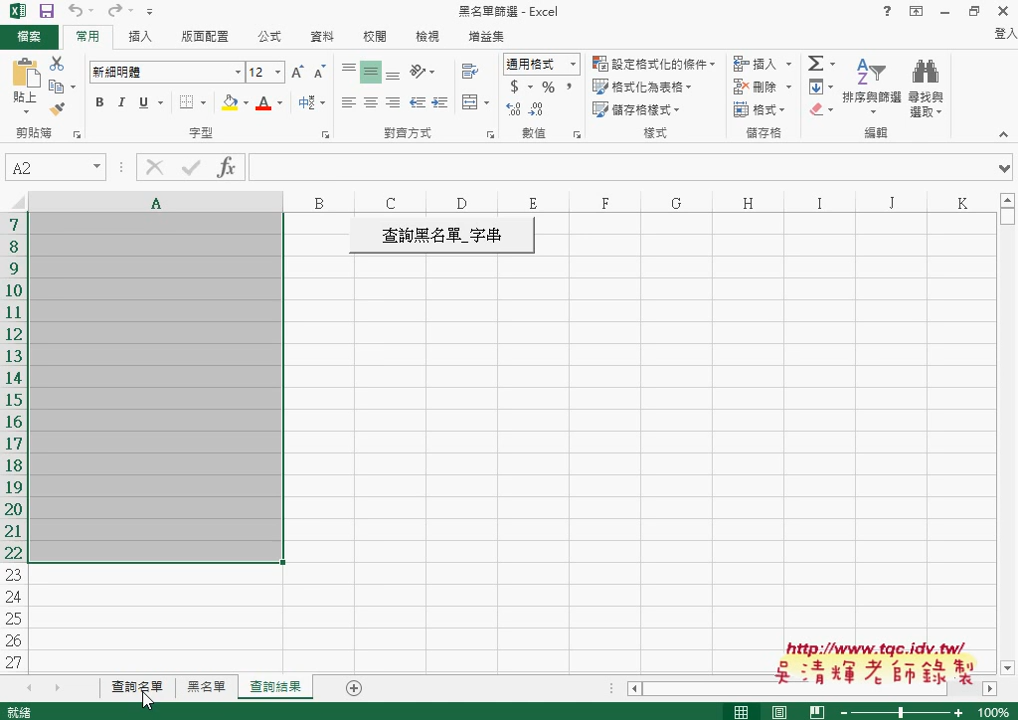 黑名單篩選 - Excel
?
登入
檔案 常用 插入 版面配置 公式 資料 校閱 檢視 增益集
貼上
剪貼簿
新細明體 12 A A
B I U A 中
字型
對齊方式
通用格式
$ % ,
.0 .00
數值
設定格式化的條件
格式化為表格
儲存格樣式
樣式
插入
刪除
格式
儲存格
Σ
排序與篩選
尋找與
選取
編輯
A2 fx
A B C D E F G H I J K
7
查詢黑名單_字串
8
9
10
11
12
13
14
15
16
17
18
19
20
21
22
23
24
25
26
27
http://www.tqc.idv.tw/
吳清輝老師錄製
查詢名單 黑名單 查詢結果
就緒 100%